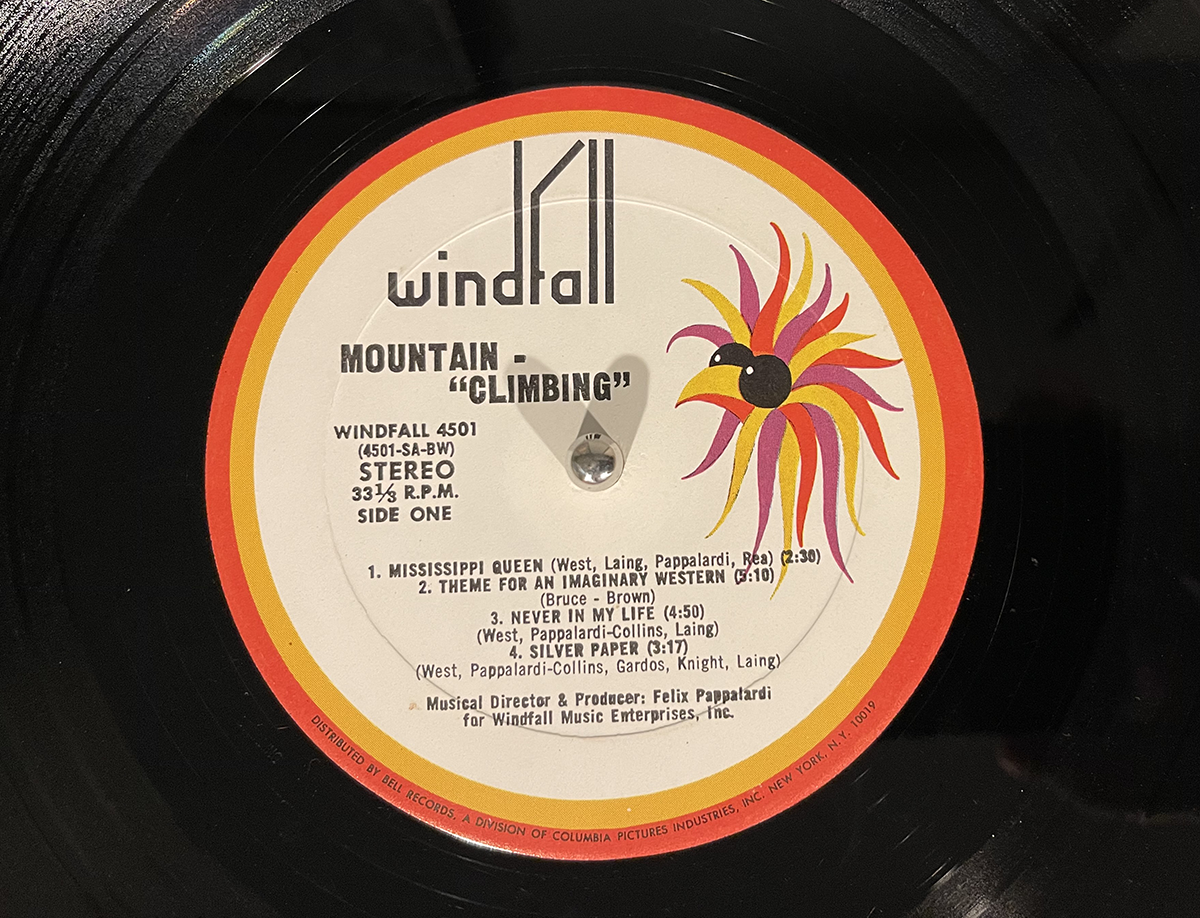 windfall
MOUNTAIN -
"CLIMBING"
WINDFALL 4501
(4501-SA-BW)
STEREO
33⅓ R.P.M.
SIDE ONE
1. MISSISSIPPI QUEEN (West, Laing, Pappalardi, Rea) (2:30)
2. THEME FOR AN IMAGINARY WESTERN (5:10)
(Bruce - Brown)
3. NEVER IN MY LIFE (4:50)
(West, Pappalardi-Collins, Laing)
4. SILVER PAPER (3:17)
(West, Pappalardi-Collins, Gardos, Knight, Laing)
Musical Director & Producer: Felix Pappalardi
for Windfall Music Enterprises, Inc.
DISTRIBUTED BY BELL RECORDS, A DIVISION OF COLUMBIA PICTURES INDUSTRIES, INC. NEW YORK, N.Y. 10019